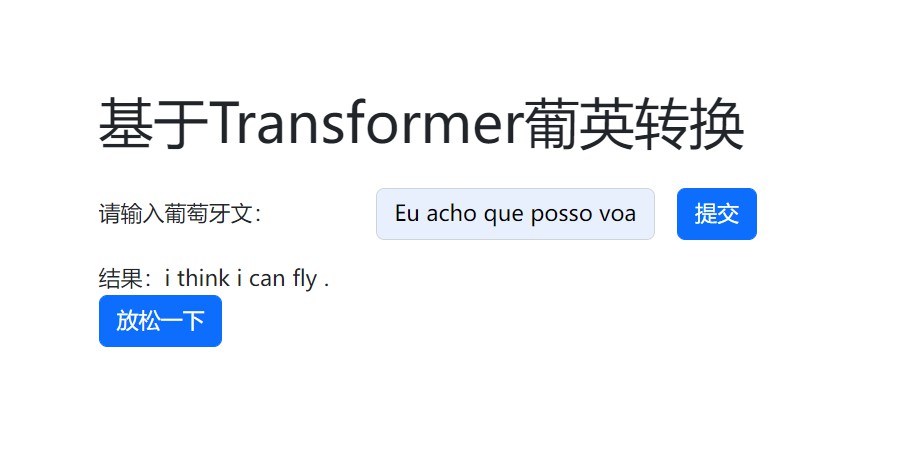 基于Transformer葡英转换
请输入葡萄牙文： Eu acho que posso voa 提交
结果：i think i can fly .
放松一下